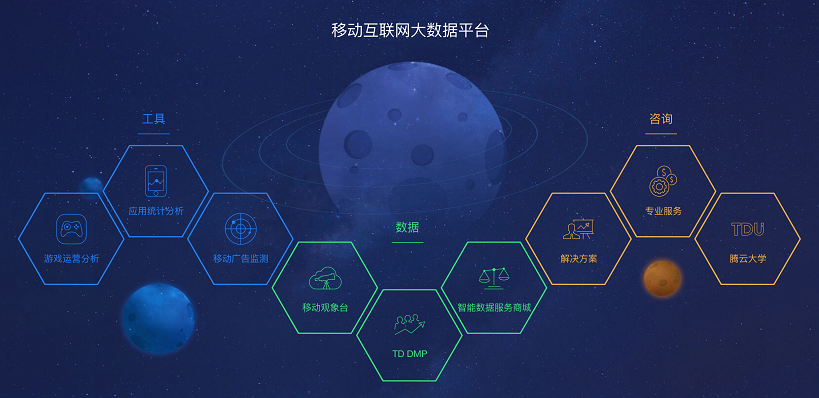 移动互联网大数据平台
工具
应用统计分析
游戏运营分析
移动广告监测
数据
移动观象台
TD DMP
智能数据服务商城
咨询
专业服务
解决方案
TDU
腾云大学